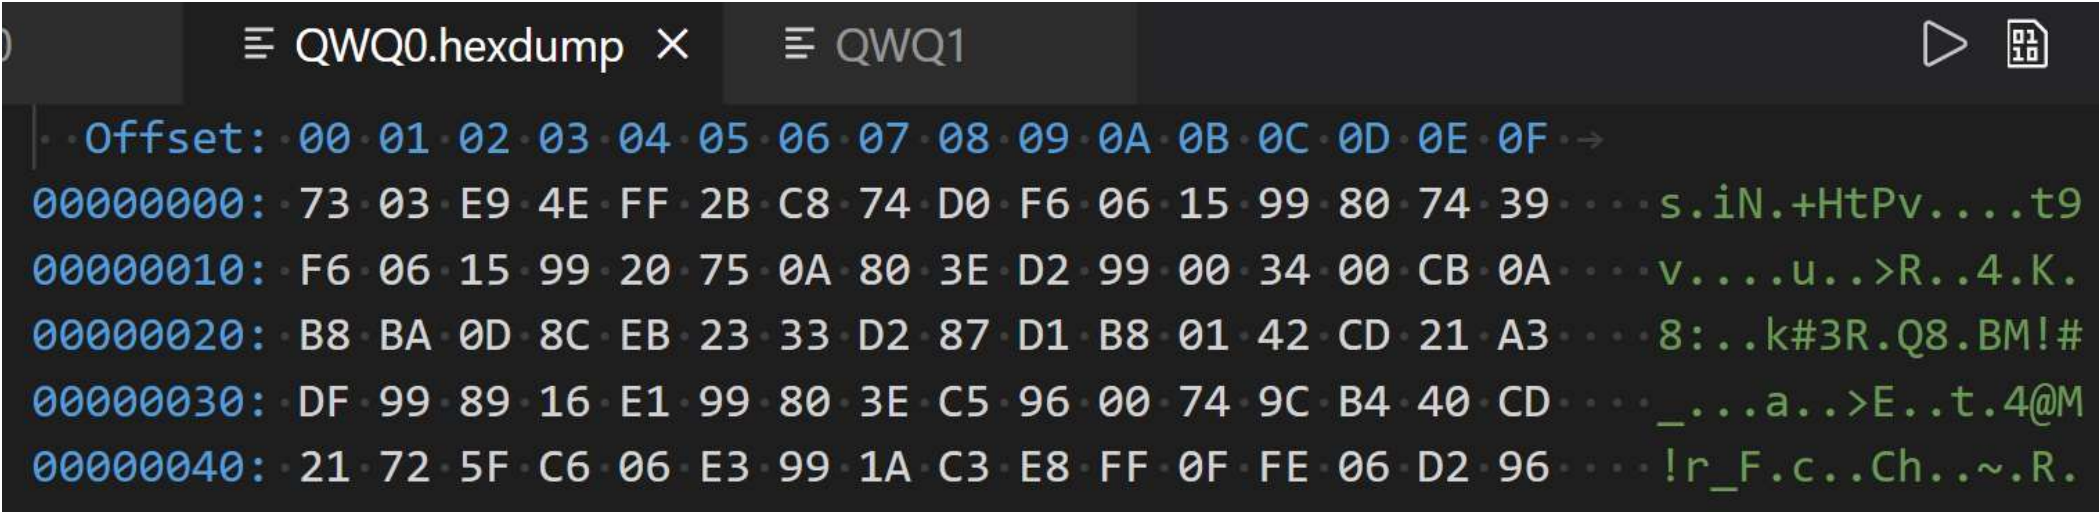 QWQ0.hexdump QWQ1
Offset: 00 01 02 03 04 05 06 07 08 09 0A 0B 0C 0D 0E 0F
00000000: 73 03 E9 4E FF 2B C8 74 D0 F6 06 15 99 80 74 39 s.iN.+HtPv....t9
00000010: F6 06 15 99 20 75 0A 80 3E D2 99 00 34 00 CB 0A v....u..>R..4.K.
00000020: B8 BA 0D 8C EB 23 33 D2 87 D1 B8 01 42 CD 21 A3 8:..k#3R.Q8.BM!#
00000030: DF 99 89 16 E1 99 80 3E C5 96 00 74 9C B4 40 CD _...a..>E..t.4@M
00000040: 21 72 5F C6 06 E3 99 1A C3 E8 FF 0F FE 06 D2 96 !r_F.c..Ch..~.R.